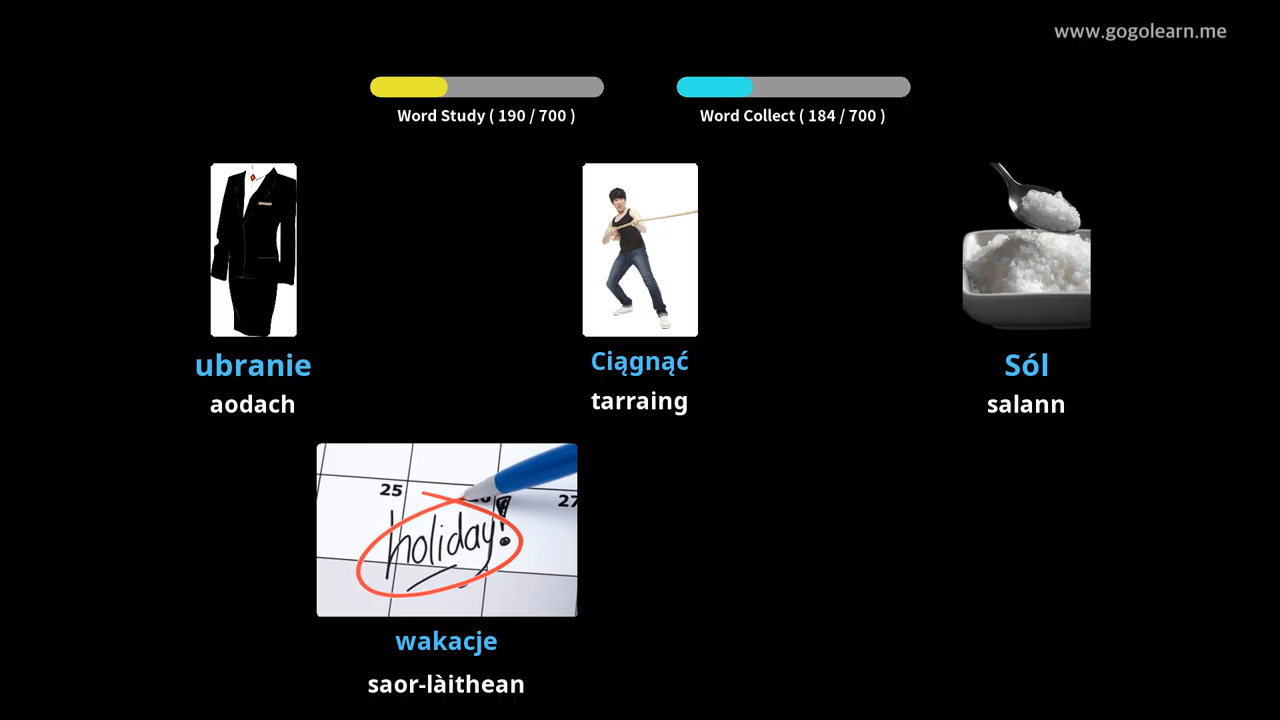 www.gogolearn.me
Word Study ( 190 / 700 )
Word Collect ( 184 / 700 )
ubranie
aodach
Ciągnąć
tarraing
Sól
salann
25
27
holiday!
wakacje
saor-làithean